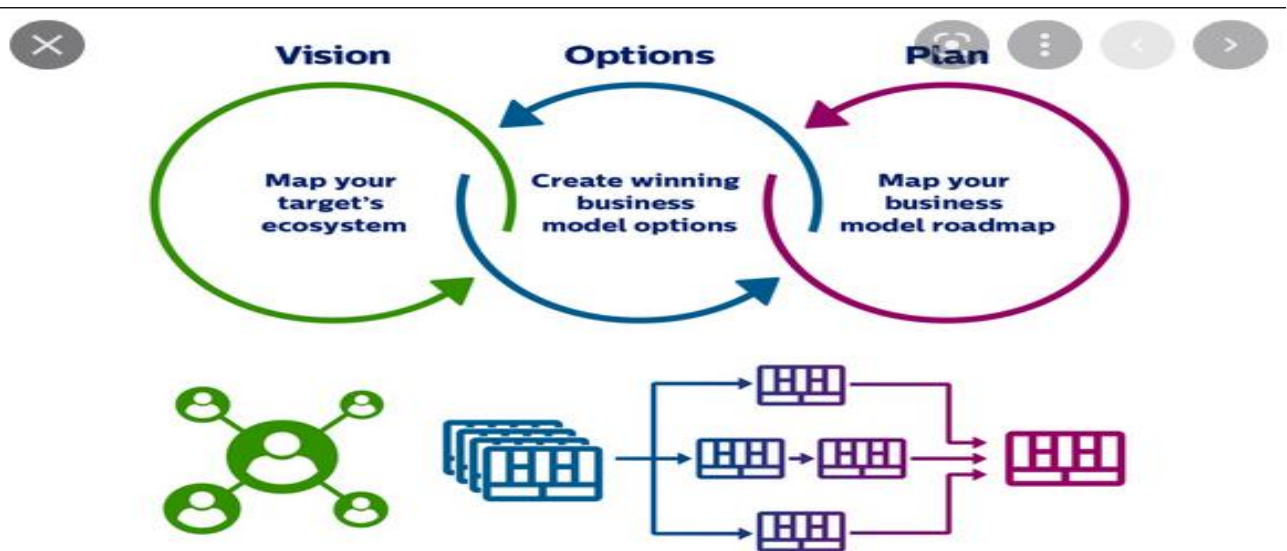 Vision
Options
Plan
Map your
target's
ecosystem
Create winning
business
model options
Map your
business
model roadmap